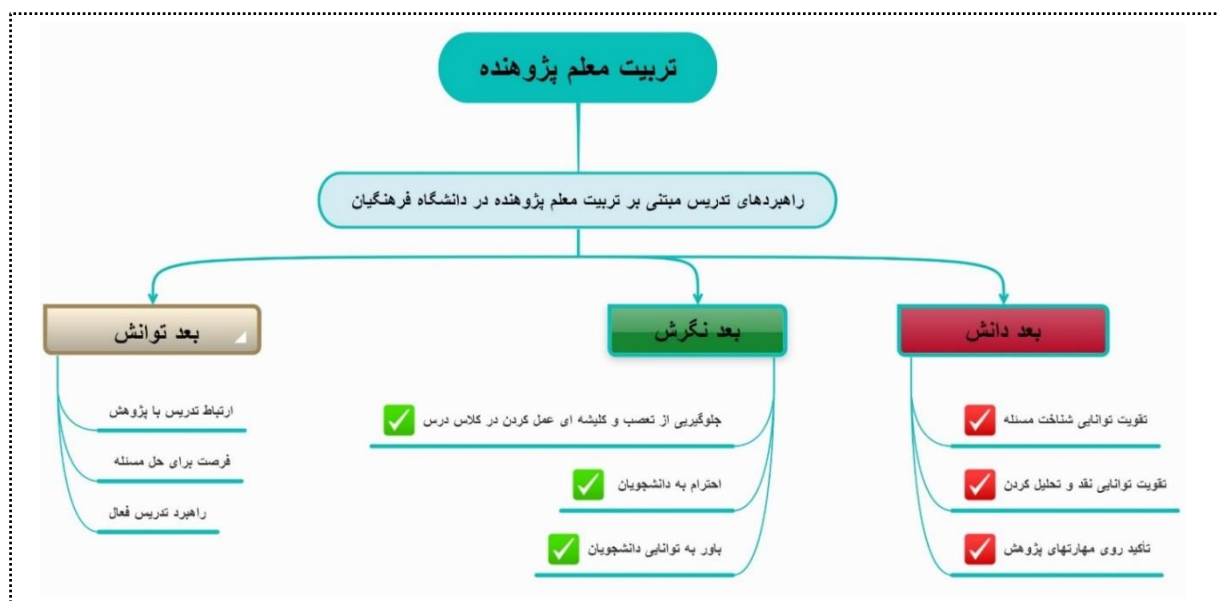 تربیت معلم پژوهنده
راهبردهای تدریس مبتنی بر تربیت معلم پژوهنده در دانشگاه فرهنگیان
بعد دانش
تقویت توانایی شناخت مسئله
تقویت توانایی نقد و تحلیل کردن
تأکید روی مهارتهای پژوهش
بعد نگرش
جلوگیریی از تعصب و کلیشه ای عمل کردن در کلاس درس
احترام به دانشجویان
باور به توانایی دانشجویان
بعد توانش
ارتباط تدریس با پژوهش
فرصت برای حل مسئله
راهبرد تدریس فعال